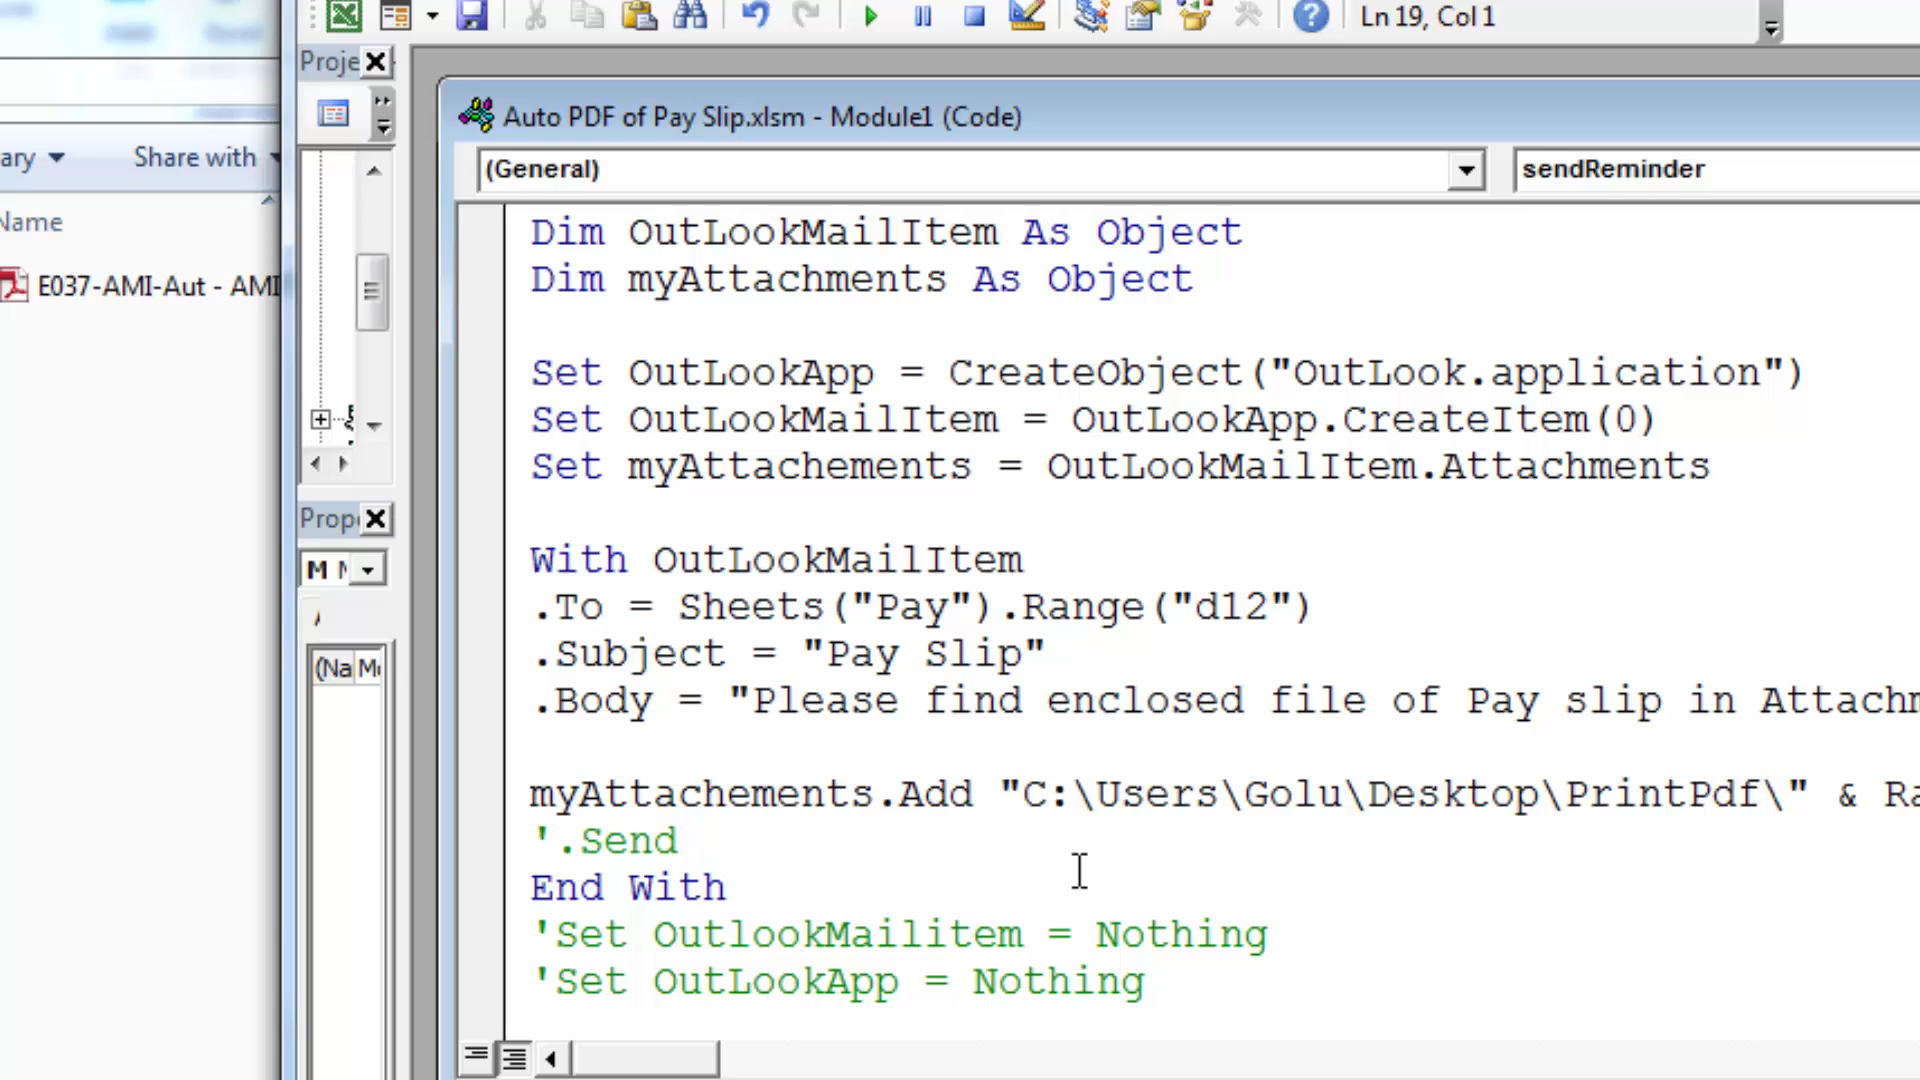 Ln 19, Col 1
Proje
Auto PDF of Pay Slip.xlsm - Module1 (Code)
ary
Share with
(General)
sendReminder
Name
Dim OutLookMailItem As Object
Dim myAttachments As Object
E037-AMI-Aut - AMI
Set OutLookApp = CreateObject("OutLook.application")
Set OutLookMailItem = OutLookApp.CreateItem(0)
Set myAttachements = OutLookMailItem.Attachments
Prop
With OutLookMailItem
M
.To = Sheets("Pay").Range("d12")
.Subject = "Pay Slip"
(Na
.Body = "Please find enclosed file of Pay slip in Attachm
myAttachements.Add "C:\Users\Golu\Desktop\PrintPdf\" & Ra
'.Send
End With
'Set OutlookMailitem = Nothing
'Set OutLookApp = Nothing